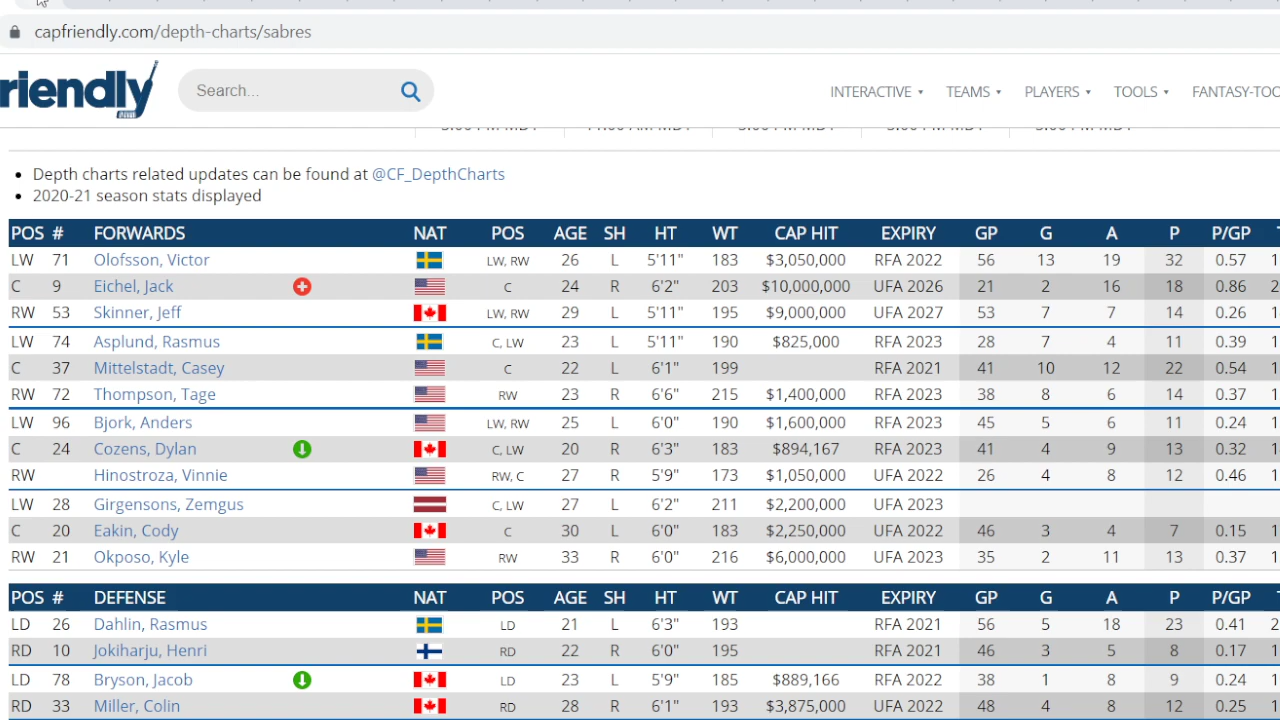 capfriendly.com/depth-charts/sabres
riendly Search... INTERACTIVE TEAMS PLAYERS TOOLS
Depth charts related updates can be found at @CF_DepthCharts
2020-21 season stats displayed
POS # FORWARDS NAT POS AGE SH HT WT CAP HIT EXPIRY GP G A P P/GP
LW 71 Olofsson, Victor LW, RW 26 L 5'11" 183 $3,050,000 RFA 2022 56 13 19 32 0.57
C 9 Eichel, Jack C 24 R 6'2" 203 $10,000,000 UFA 2026 21 2 16 18 0.86
RW 53 Skinner, Jeff LW, RW 29 L 5'11" 195 $9,000,000 UFA 2027 53 7 7 14 0.26
LW 74 Asplund, Rasmus C, LW 23 L 5'11" 190 $825,000 RFA 2023 28 7 4 11 0.39
C 37 Mittelstadt, Casey C 22 L 6'1" 199 RFA 2021 41 10 12 22 0.54
RW 72 Thompson, Tage RW 23 R 6'6" 215 $1,400,000 RFA 2023 38 8 6 14 0.37
LW 96 Bjork, Anders LW, RW 25 L 6'0" 190 $1,600,000 RFA 2023 45 5 6 11 0.24
C 24 Cozens, Dylan C, LW 20 R 6'3" 183 $894,167 RFA 2023 41 4 9 13 0.32
RW Hinostroza, Vinnie RW, C 27 R 5'9" 173 $1,050,000 UFA 2022 26 4 8 12 0.46
LW 28 Girgensons, Zemgus C, LW 27 L 6'2" 211 $2,200,000 UFA 2023
C 20 Eakin, Cody C 30 L 6'0" 183 $2,250,000 UFA 2022 46 3 4 7 0.15
RW 21 Okposo, Kyle RW 33 R 6'0" 216 $6,000,000 UFA 2023 35 2 11 13 0.37
POS # DEFENSE NAT POS AGE SH HT WT CAP HIT EXPIRY GP G A P P/GP
LD 26 Dahlin, Rasmus LD 21 L 6'3" 193 RFA 2021 56 5 18 23 0.41
RD 10 Jokiharju, Henri RD 22 R 6'0" 195 RFA 2021 46 3 5 8 0.17
LD 78 Bryson, Jacob LD 23 L 5'9" 185 $889,166 RFA 2022 38 1 8 9 0.24
RD 33 Miller, Colin RD 28 R 6'1" 193 $3,875,000 UFA 2022 48 4 8 12 0.25